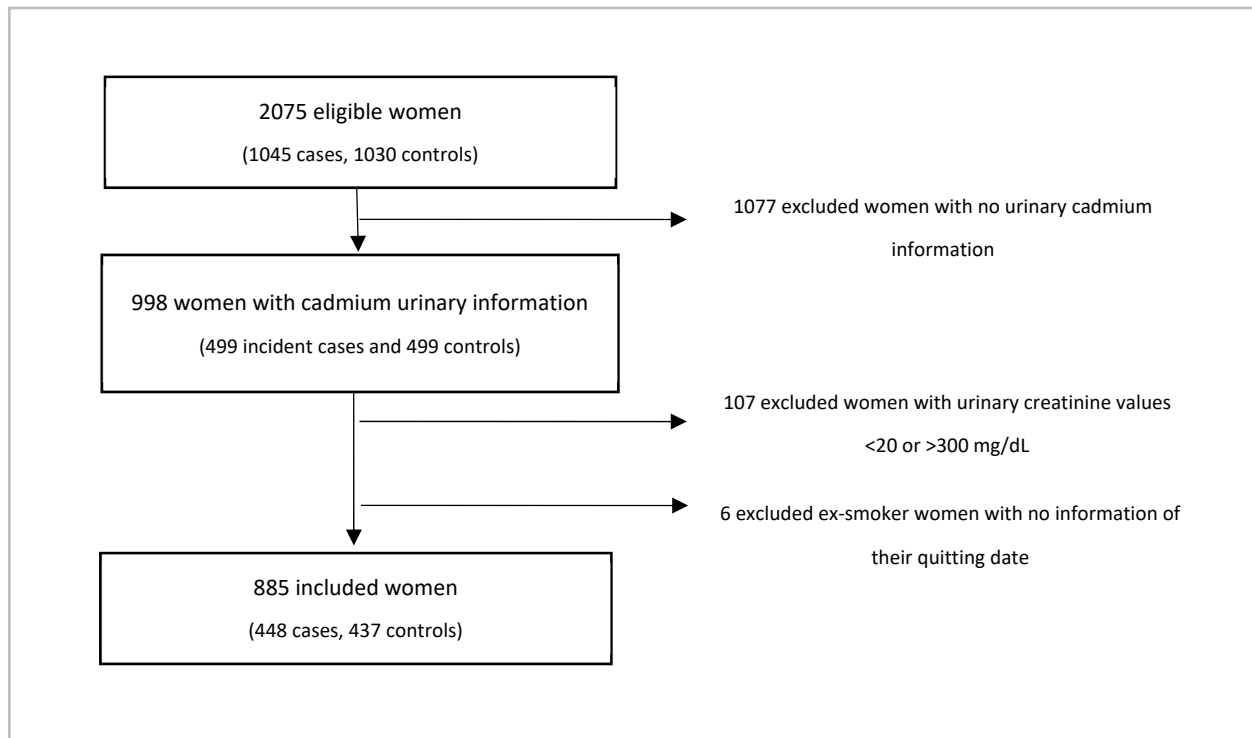 2075 eligible women
(1045 cases, 1030 controls)
1077 excluded women with no urinary cadmium
information
998 women with cadmium urinary information
(499 incident cases and 499 controls)
107 excluded women with urinary creatinine values
<20 or >300 mg/dL
6 excluded ex-smoker women with no information of
their quitting date
885 included women
(448 cases, 437 controls)